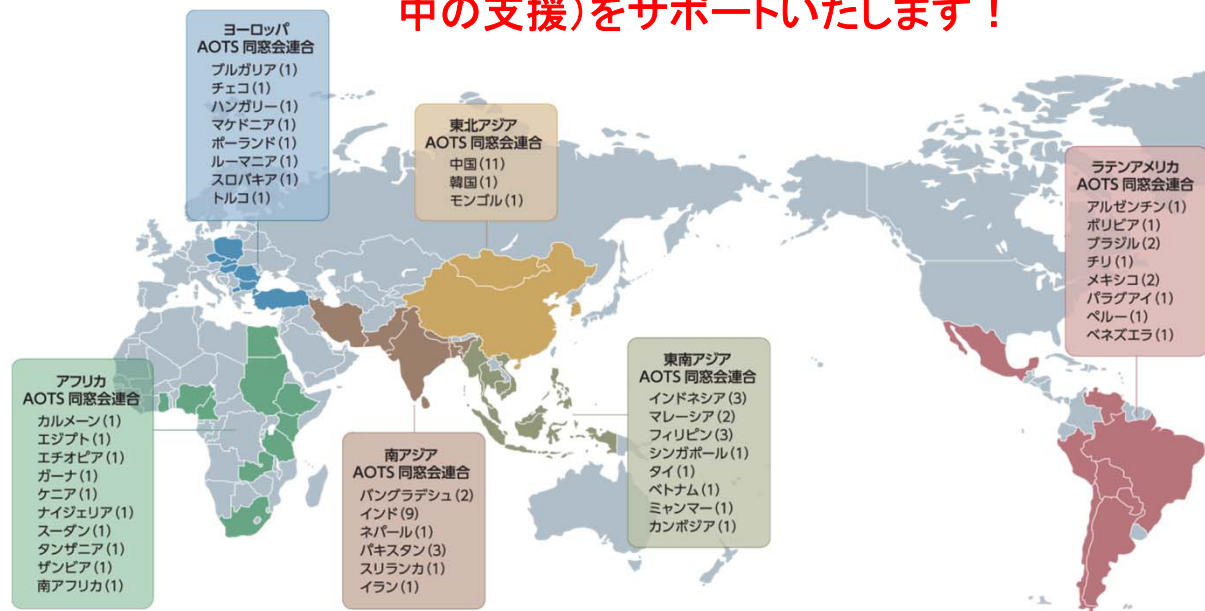 中の支援)をサポートいたします！
ヨーロッパ
AOTS 同窓会連合
ブルガリア(1)
チェコ(1)
ハンガリー(1)
マケドニア(1)
ポーランド(1)
ルーマニア(1)
スロバキア(1)
トルコ(1)
東北アジア
AOTS 同窓会連合
中国(11)
韓国(1)
モンゴル(1)
ラテンアメリカ
AOTS 同窓会連合
アルゼンチン(1)
ボリビア(1)
ブラジル(2)
チリ(1)
メキシコ(2)
パラグアイ(1)
ペルー(1)
ベネズエラ(1)
アフリカ
AOTS 同窓会連合
カルメーン(1)
エジプト(1)
エチオピア(1)
ガーナ(1)
ケニア(1)
ナイジェリア(1)
スーダン(1)
タンザニア(1)
ザンビア(1)
南アフリカ(1)
南アジア
AOTS 同窓会連合
バングラデシュ(2)
インド(9)
ネパール(1)
パキスタン(3)
スリランカ(1)
イラン(1)
東南アジア
AOTS 同窓会連合
インドネシア(3)
マレーシア(2)
フィリピン(3)
シンガポール(1)
タイ(1)
ベトナム(1)
ミャンマー(1)
カンボジア(1)